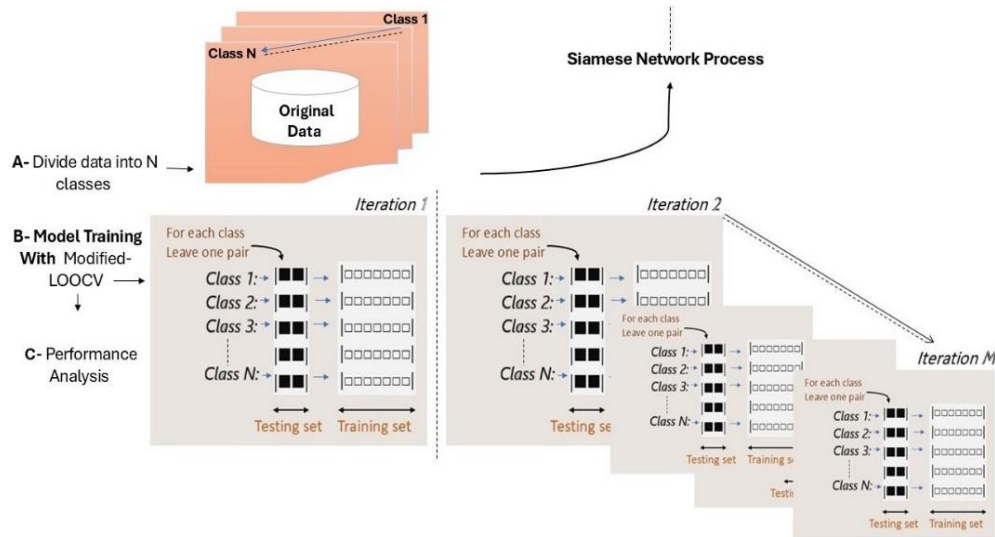 Class 1
Class N
Original
Data
Siamese Network Process
A- Divide data into N
classes
Iteration 1
Iteration 2
B- Model Training
With Modified-
LOOCV
C- Performance
Analysis
For each class
Leave one pair
Class 1:
Class 2:
Class 3:
Class N:
Testing set
Training set
For each class
Leave one pair
Class 1:
Class 2:
Class 3:
Class N:
Testing set
For each class
Leave one pair
Class 1:
Class 2:
Class 3:
Class N:
Testing set
Training set
Iteration M
For each class
Leave one pair
Class 1:
Class 2:
Class 3:
Class N:
Testing set
Training set